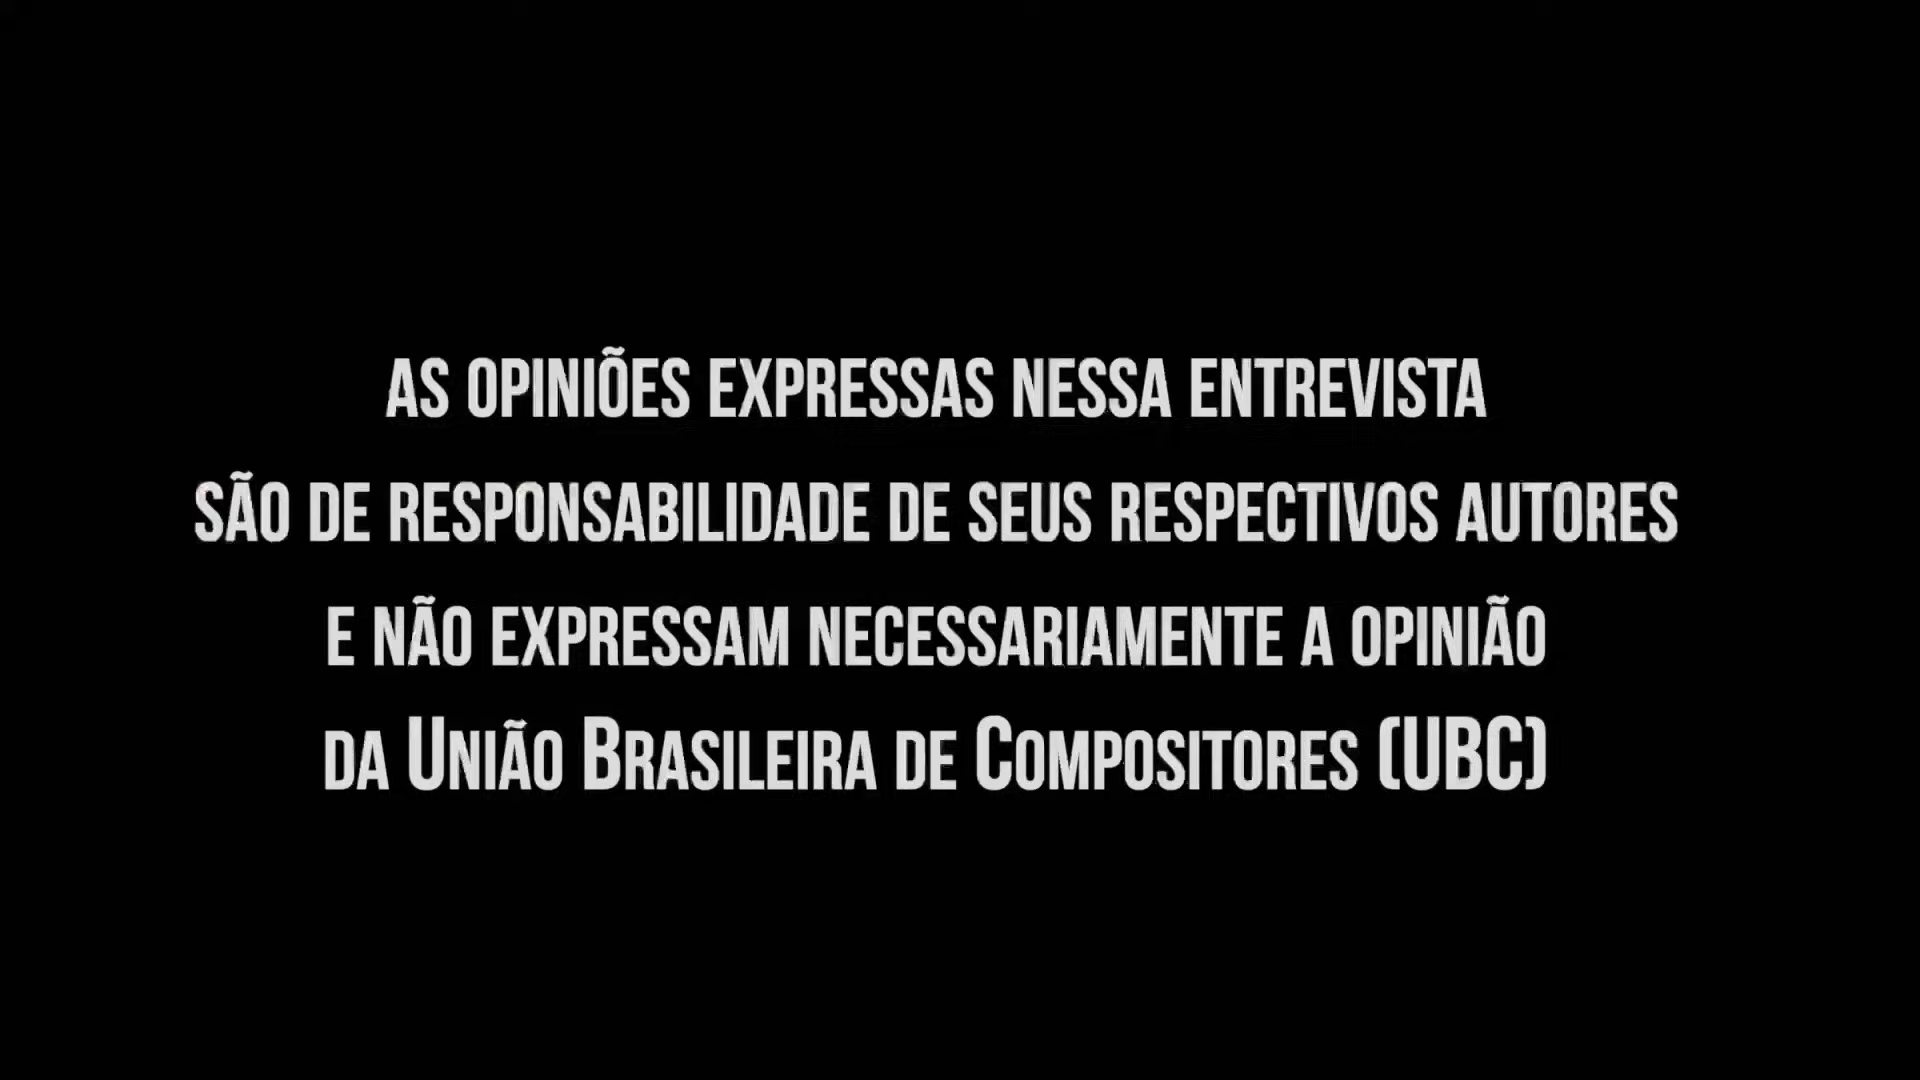 AS OPINIÕES EXPRESSAS NESSA ENTREVISTA
SÃO DE RESPONSABILIDADE DE SEUS RESPECTIVOS AUTORES
E NÃO EXPRESSAM NECESSARIAMENTE A OPINIÃO
DA UNIÃO BRASILEIRA DE COMPOSITORES (UBC)